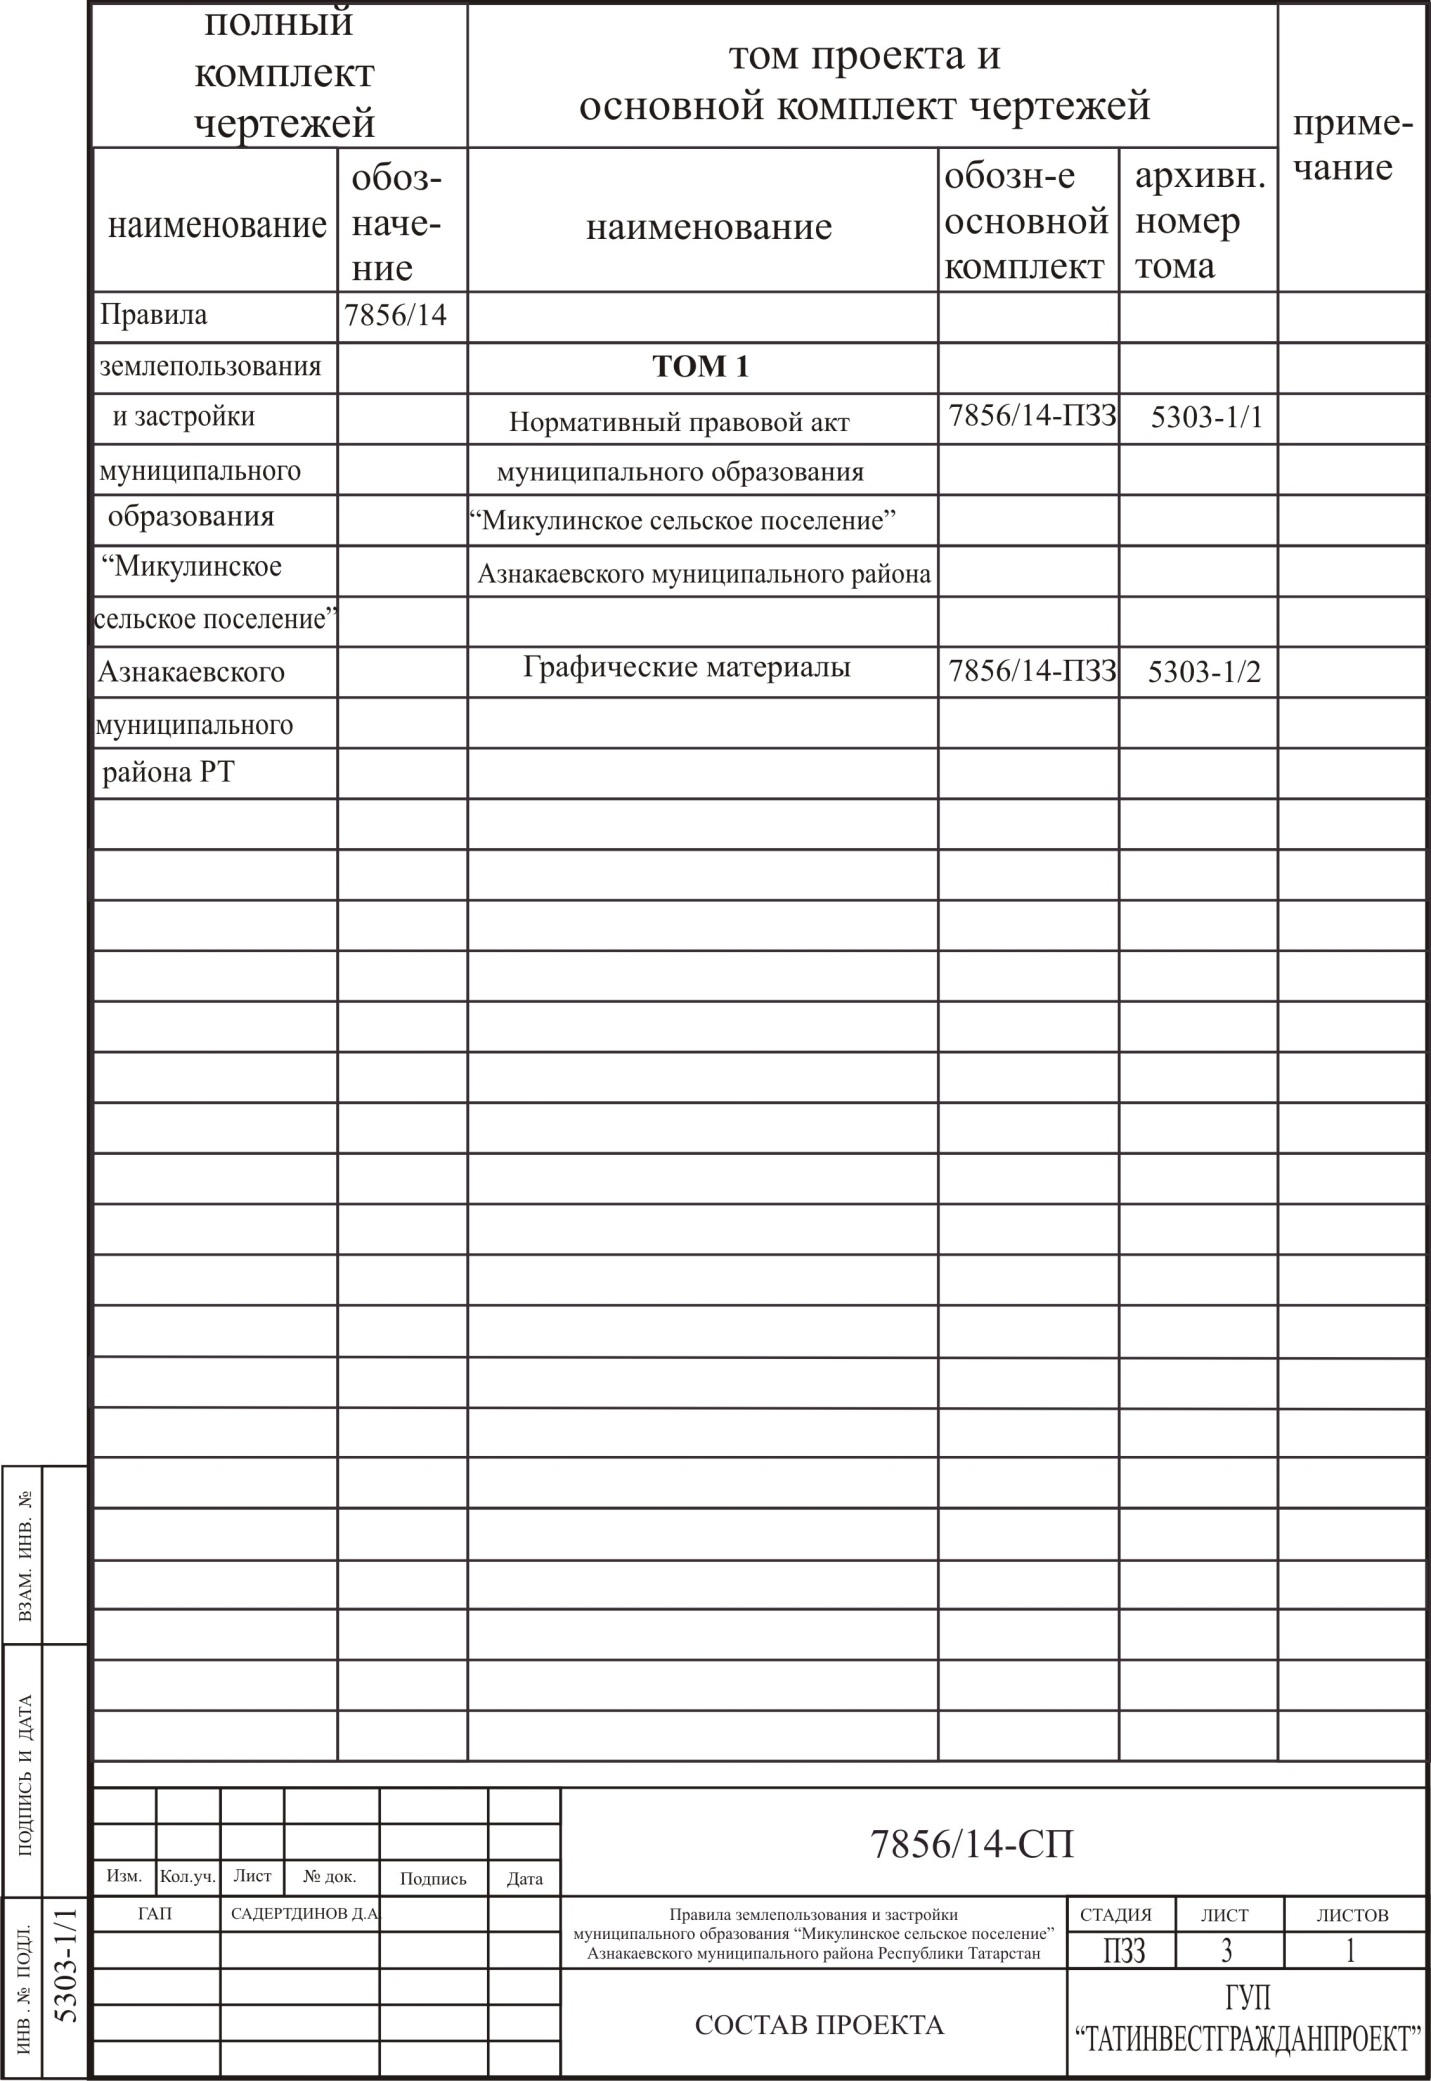 полный
комплект
чертежей
том проекта и
основной комплект чертежей
приме-
чание
наименование
обоз-
наче-
ние
наименование
обозн-е
основной
комплект
архивн.
номер
тома
Правила
7856/14
землепользования
ТОМ 1
и застройки
Нормативный правовой акт
7856/14-ПЗЗ
5303-1/1
муниципального
муниципального образования
образования
“Микулинское сельское поселение”
“Микулинское
Азнакаевского муниципального района
сельское поселение”
Азнакаевского
Графические материалы
7856/14-ПЗЗ
5303-1/2
муниципального
района РТ
ВЗАМ. ИНВ. №
ПОДПИСЬ И ДАТА
ИНВ . № ПОДЛ.
5303-1/1
7856/14-СП
Изм.
Кол.уч.
Лист
№ док.
Подпись
Дата
ГАП
САДЕРТДИНОВ Д.А.
Правила землепользования и застройки
муниципального образования “Микулинское сельское поселение”
Азнакаевского муниципального района Республики Татарстан
СТАДИЯ
ЛИСТ
ЛИСТОВ
ПЗЗ
3
1
СОСТАВ ПРОЕКТА
ГУП
“ТАТИНВЕСТГРАЖДАНПРОЕКТ”